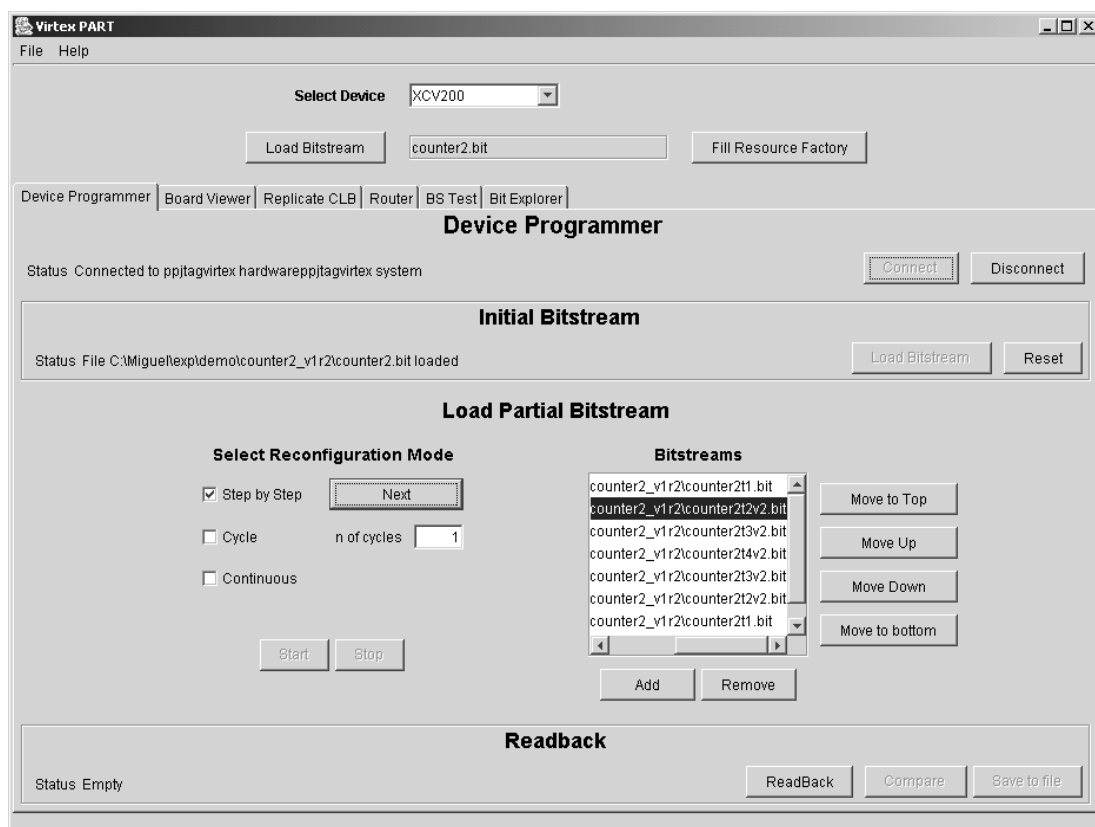 Virtex PART
File Help
Select Device XCV200
Load Bitstream counter2.bit Fill Resource Factory
Device Programmer Board Viewer Replicate CLB Router BS Test Bit Explorer
Device Programmer
Status Connected to ppjtagvirtex hardwareppjtagvirtex system Connect Disconnect
Initial Bitstream
Status File C:\Miguel\exp\demo\counter2_v1r2\counter2.bit loaded Load Bitstream Reset
Load Partial Bitstream
Select Reconfiguration Mode Bitstreams
counter2_v1r2\counter2t1.bit
Step by Step Next counter2_v1r2\counter2t2v2.bit Move to Top
counter2_v1r2\counter2t3v2.bit
Cycle n of cycles 1 counter2_v1r2\counter2t4v2.bit Move Up
Continuous counter2_v1r2\counter2t3v2.bit Move Down
counter2_v1r2\counter2t2v2.bit
counter2_v1r2\counter2t1.bit Move to bottom
Start Stop
Add Remove
Readback
Status Empty ReadBack Compare Save to file